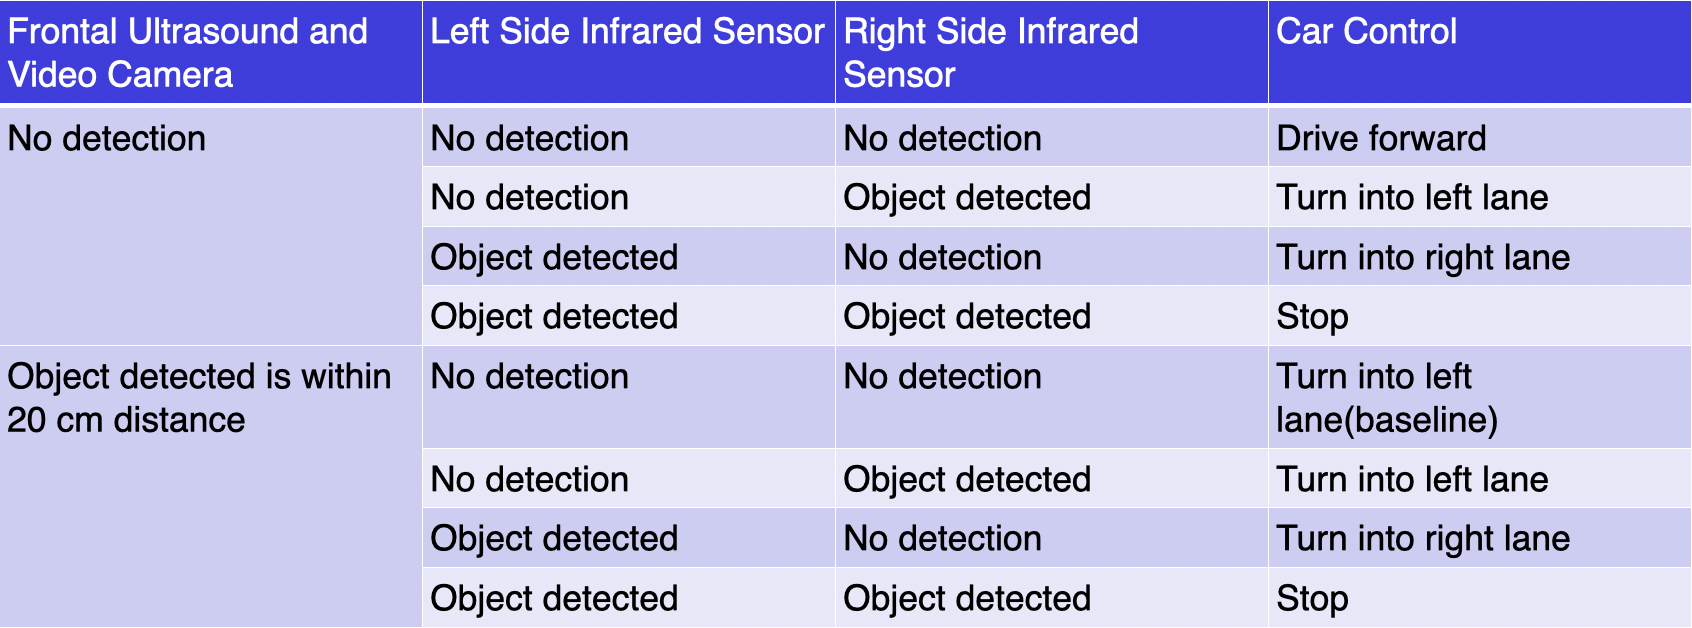 Frontal Ultrasound and
Video Camera
Left Side Infrared Sensor
Right Side Infrared
Sensor
Car Control
No detection
No detection
No detection
Drive forward
No detection
Object detected
Turn into left lane
Object detected
No detection
Turn into right lane
Object detected
Object detected
Stop
Object detected is within
20 cm distance
No detection
No detection
Turn into left
lane(baseline)
No detection
Object detected
Turn into left lane
Object detected
No detection
Turn into right lane
Object detected
Object detected
Stop